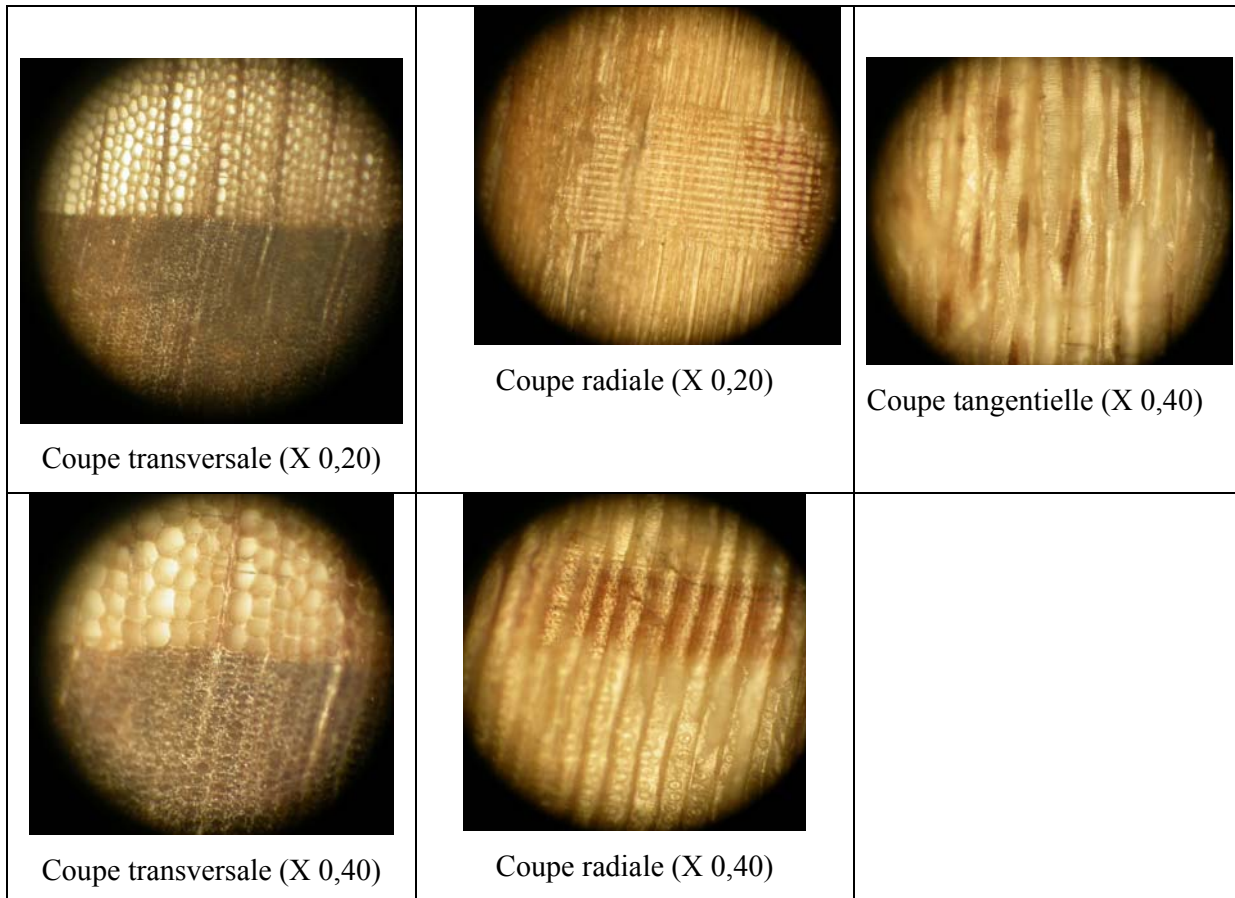 Coupe transversale (X 0,20)
Coupe radiale (X 0,20)
Coupe tangentielle (X 0,40)
Coupe transversale (X 0,40)
Coupe radiale (X 0,40)